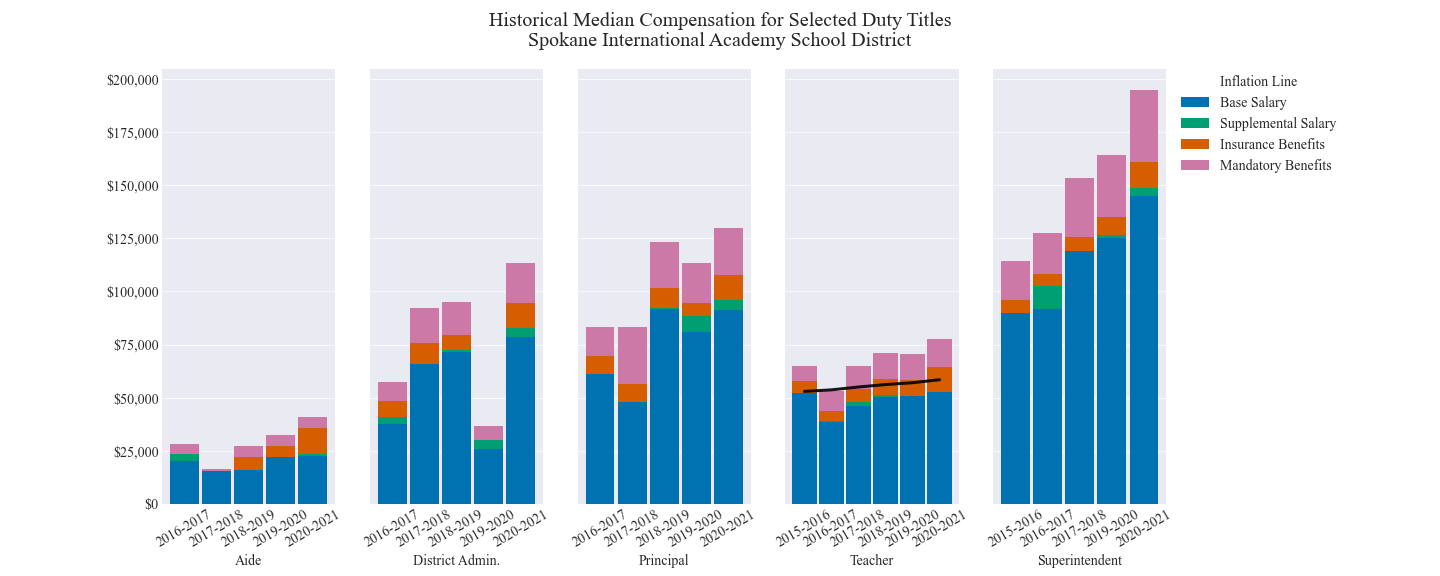 Historical Median Compensation for Selected Duty Titles
Spokane International Academy School District
$200,000
$175,000
$150,000
$125,000
$100,000
$75,000
$50,000
$25,000
$0
2016-2017
2017-2018
2018-2019
2019-2020
2020-2021
Aide
2016-2017
2017-2018
2018-2019
2019-2020
2020-2021
District Admin.
2016-2017
2017-2018
2018-2019
2019-2020
2020-2021
Principal
2015-2016
2016-2017
2017-2018
2018-2019
2019-2020
2020-2021
Teacher
2015-2016
2016-2017
2017-2018
2019-2020
2020-2021
Superintendent
Inflation Line
Base Salary
Supplemental Salary
Insurance Benefits
Mandatory Benefits